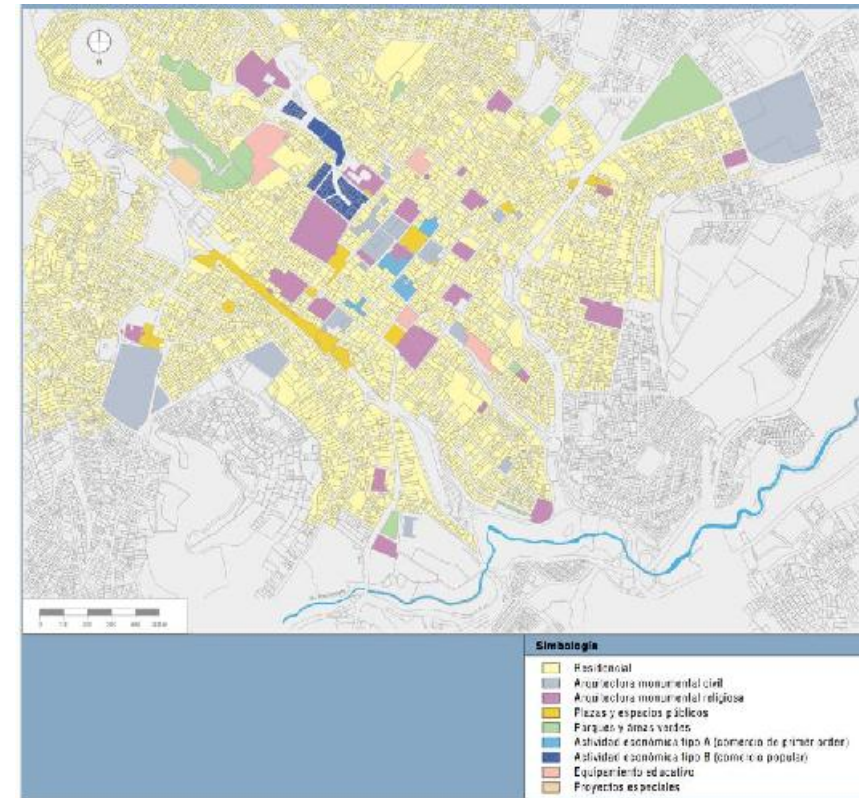 Simbología
Residencial
Arquitectura monumental civil
Arquitectura monumental religiosa
Plazas y espacios públicos
Parques y áreas verdes
Actividad económica tipo A (comercio de primer orden)
Actividad económica tipo B (comercio popular)
Equipamiento educativo
Proyectos especiales